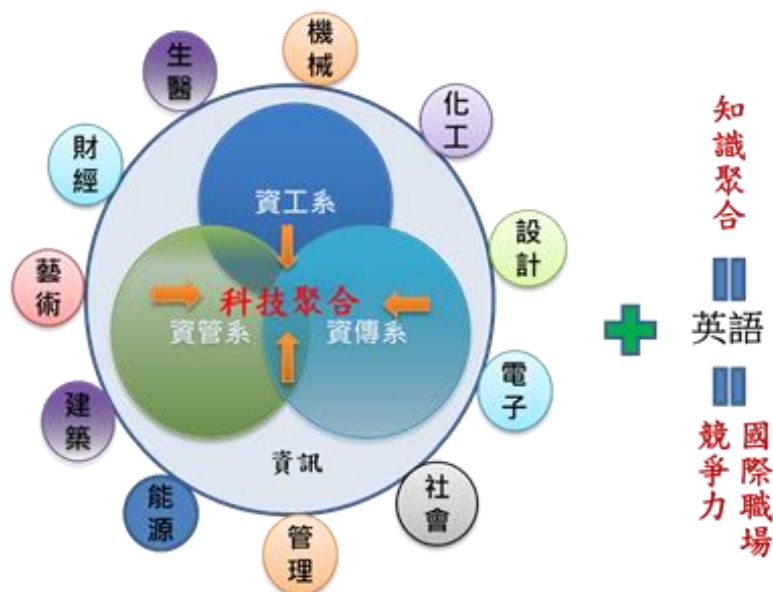 機械
化工
設計
電子
社會
管理
能源
建築
藝術
財經
生醫
資工系
科技聚合
資管系
資傳系
資訊
知識聚合
英語
國際職場
競爭力